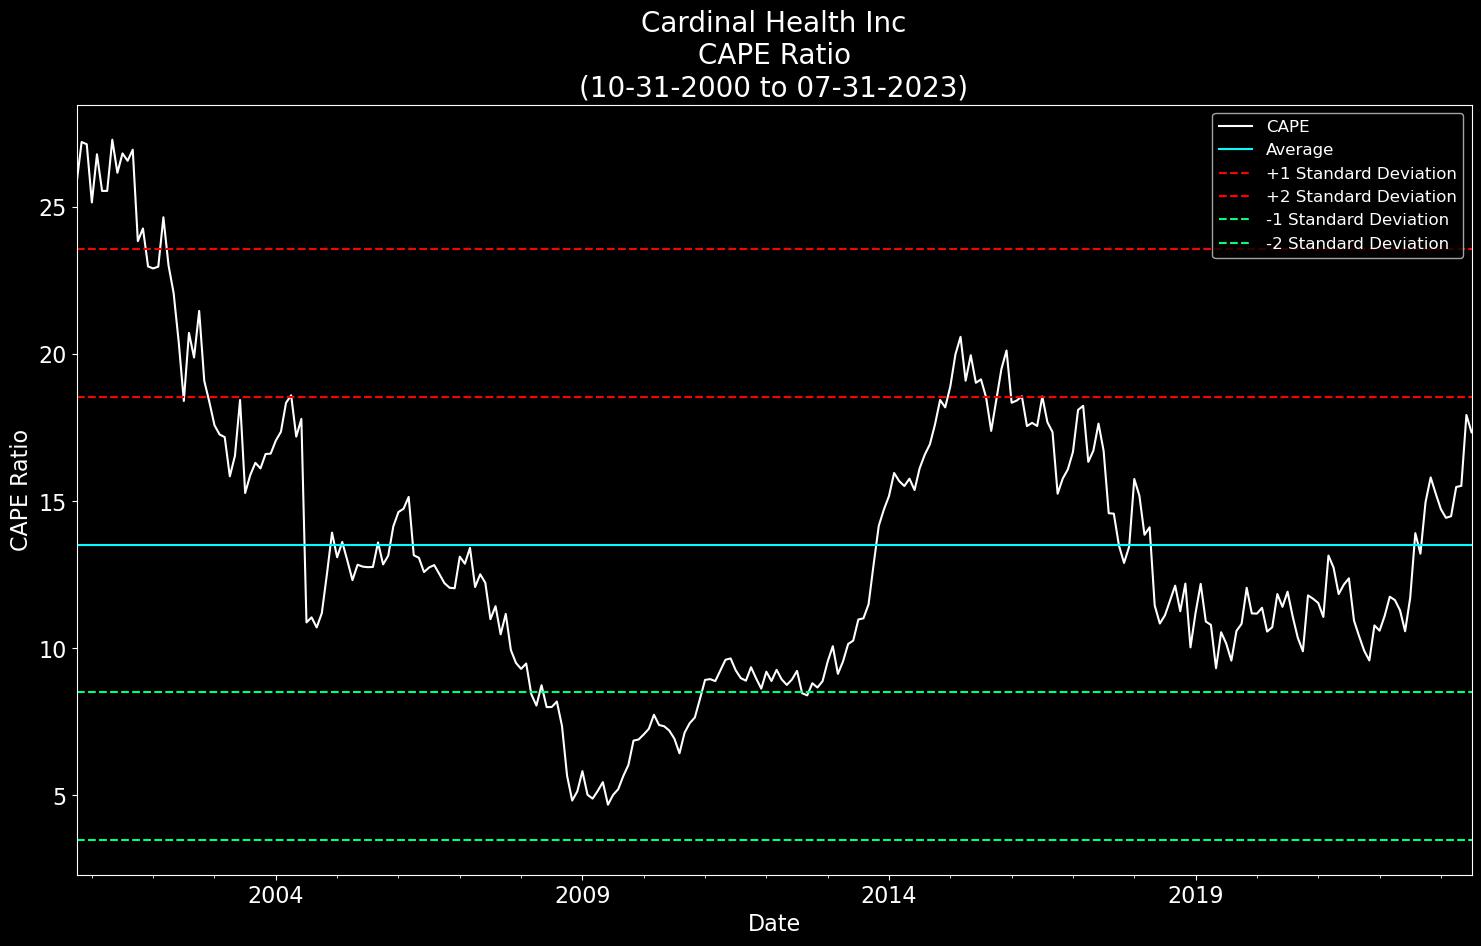 Cardinal Health Inc
CAPE Ratio
(10-31-2000 to 07-31-2023)
CAPE
Average
+1 Standard Deviation
+2 Standard Deviation
-1 Standard Deviation
-2 Standard Deviation
CAPE Ratio
25
20
15
10
5
2004 2009 2014 2019
Date